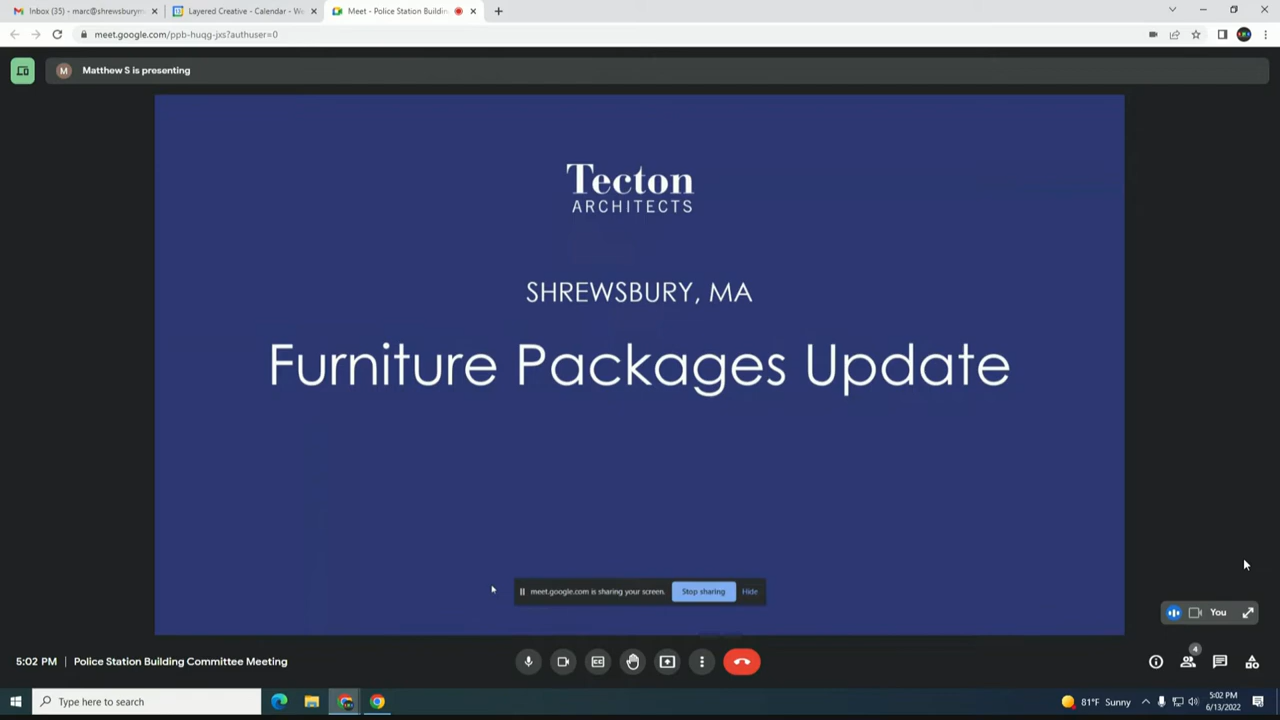 Inbox (35) - marc@shrewsburym
Layered Creative - Calendar - We
Meet - Police Station Buildin
meet.google.com/ppb-huqg-jxs?authuser=0
M
Matthew S is presenting
Tecton
ARCHITECTS
SHREWSBURY, MA
Furniture Packages Update
meet.google.com is sharing your screen.
Stop sharing
Hide
You
5:02 PM | Police Station Building Committee Meeting
4
Type here to search
81°F Sunny
5:02 PM
6/13/2022